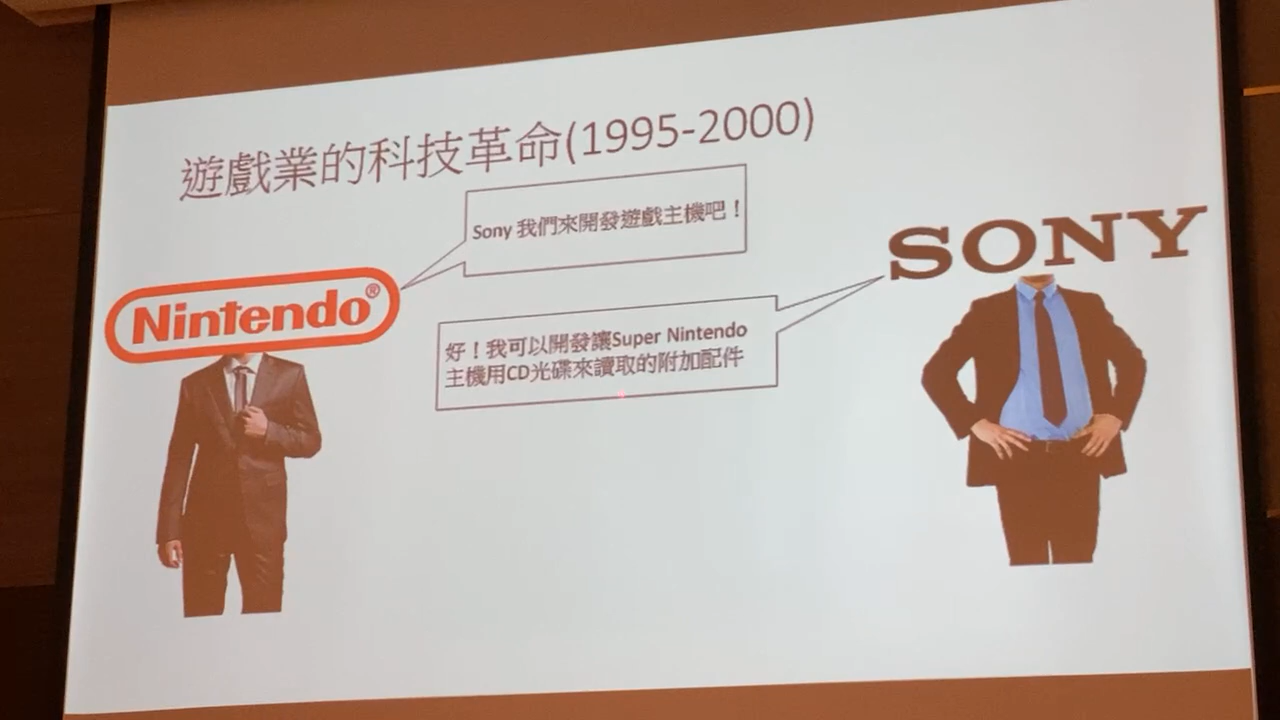 遊戲業的科技革命(1995-2000)
Sony 我們來開發遊戲主機吧！
Nintendo®
SONY
好！我可以開發讓Super Nintendo
主機用CD光碟來讀取的附加配件